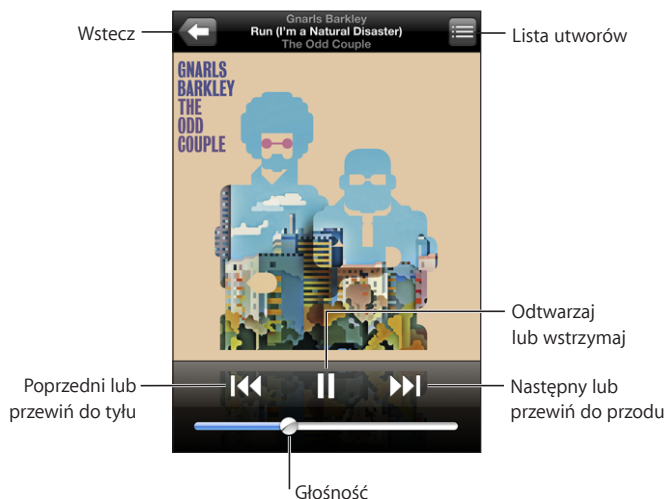 Gnarls Barkley
Wstecz
Run (I'm a Natural Disaster)
Lista utworów
The Odd Couple
GNARLS
BARKLEY
THE
ODD
COUPLE
Odtwarzaj
lub wstrzymaj
Poprzedni lub
przewiń do tyłu
Następny lub
przewiń do przodu
Głośność